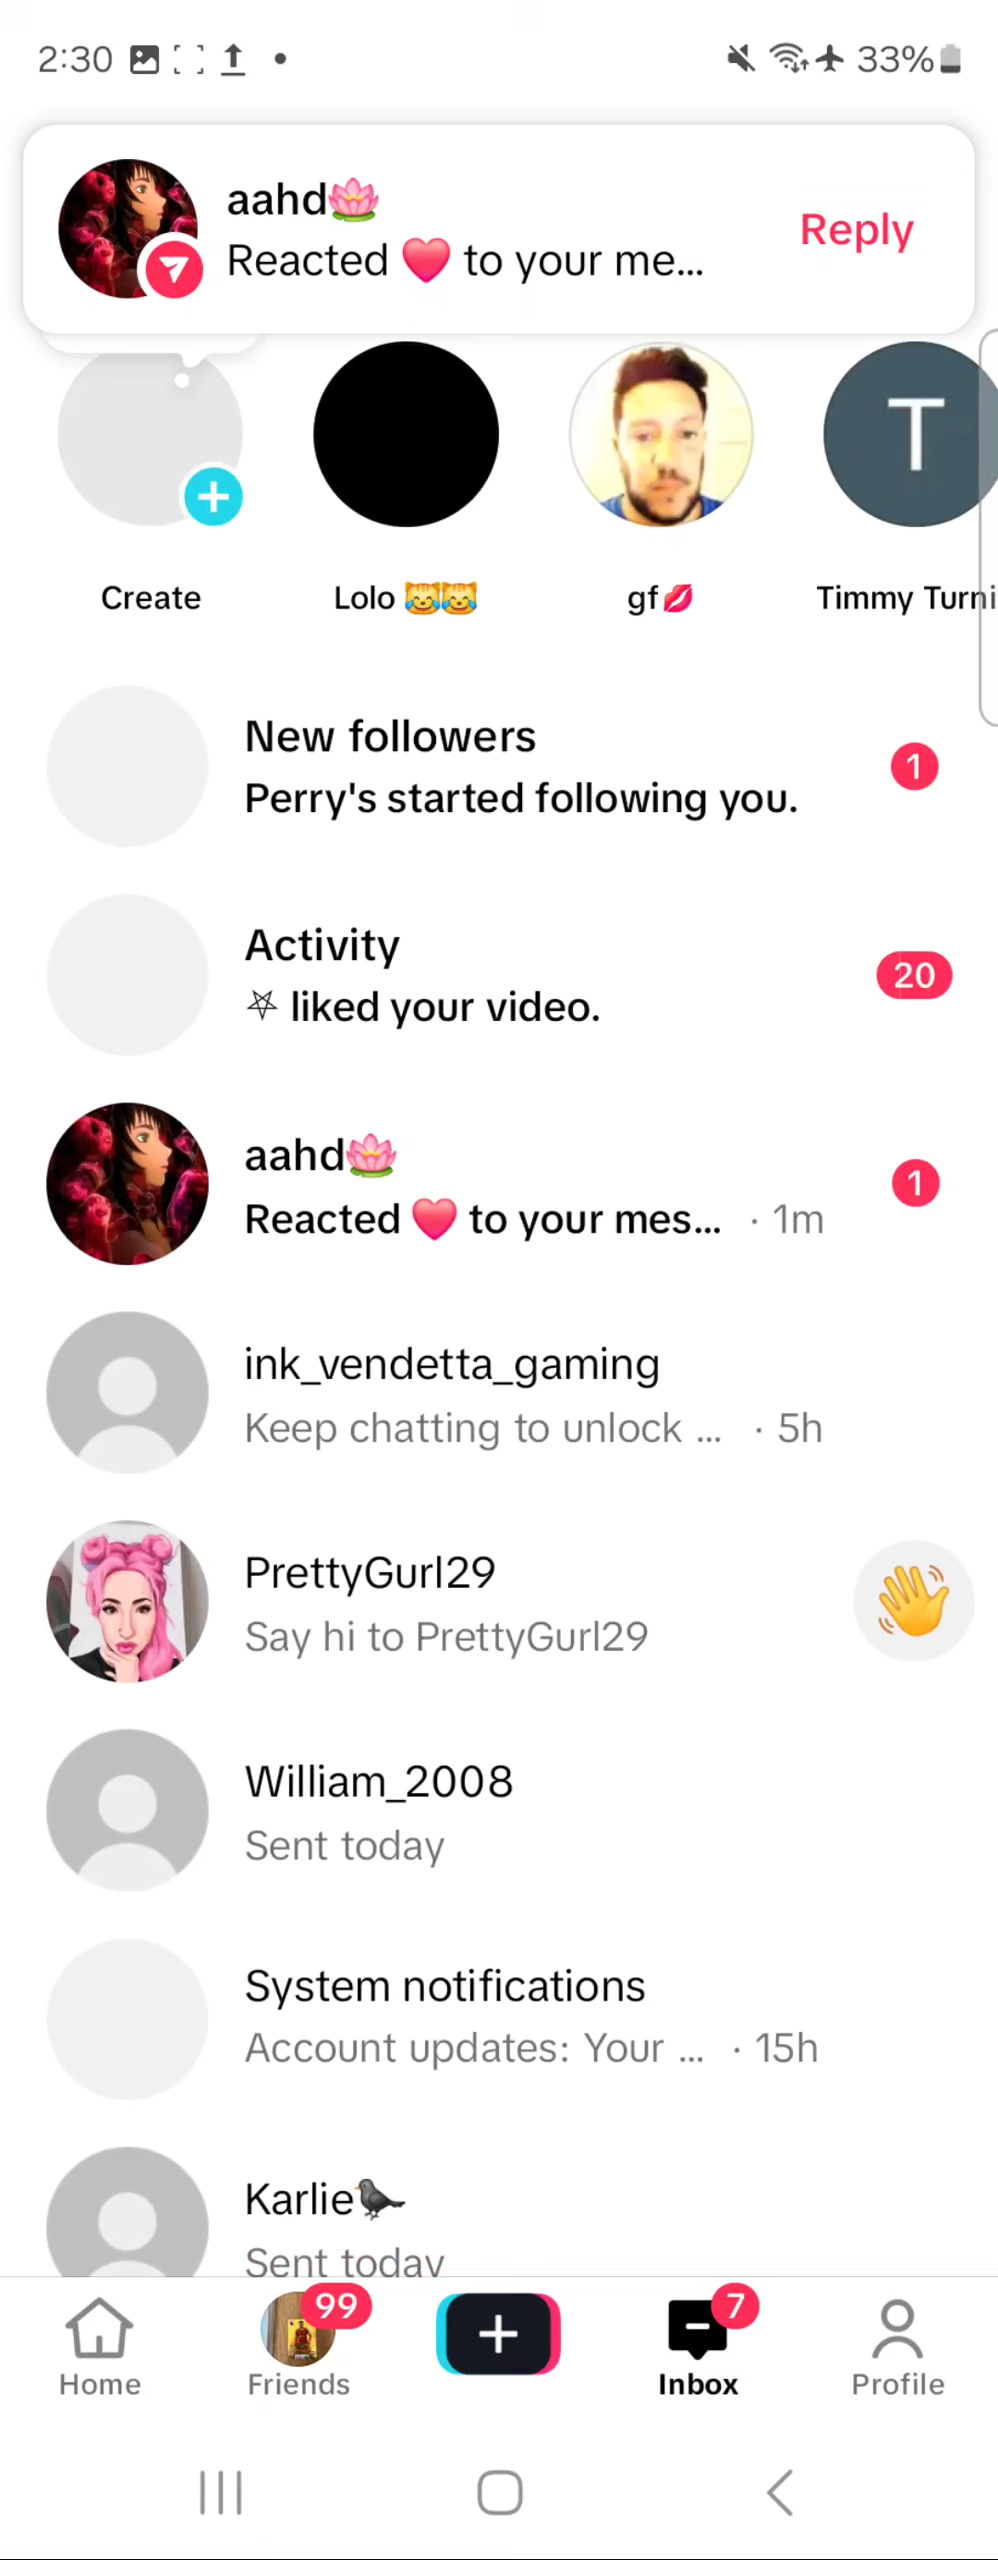 2:30
33%
aahd🪷
Reacted ❤️ to your me...
Reply
T
Create
Lolo 😹😹
gf💋
Timmy Turni
New followers
Perry's started following you.
1
Activity
⛧ liked your video.
20
aahd🪷
Reacted ❤️ to your mes... · 1m
1
ink_vendetta_gaming
Keep chatting to unlock ... · 5h
PrettyGurl29
Say hi to PrettyGurl29
👋
William_2008
Sent today
System notifications
Account updates: Your ... · 15h
Karlie🐦‍⬛
Sent today
99
7
Home
Friends
Inbox
Profile